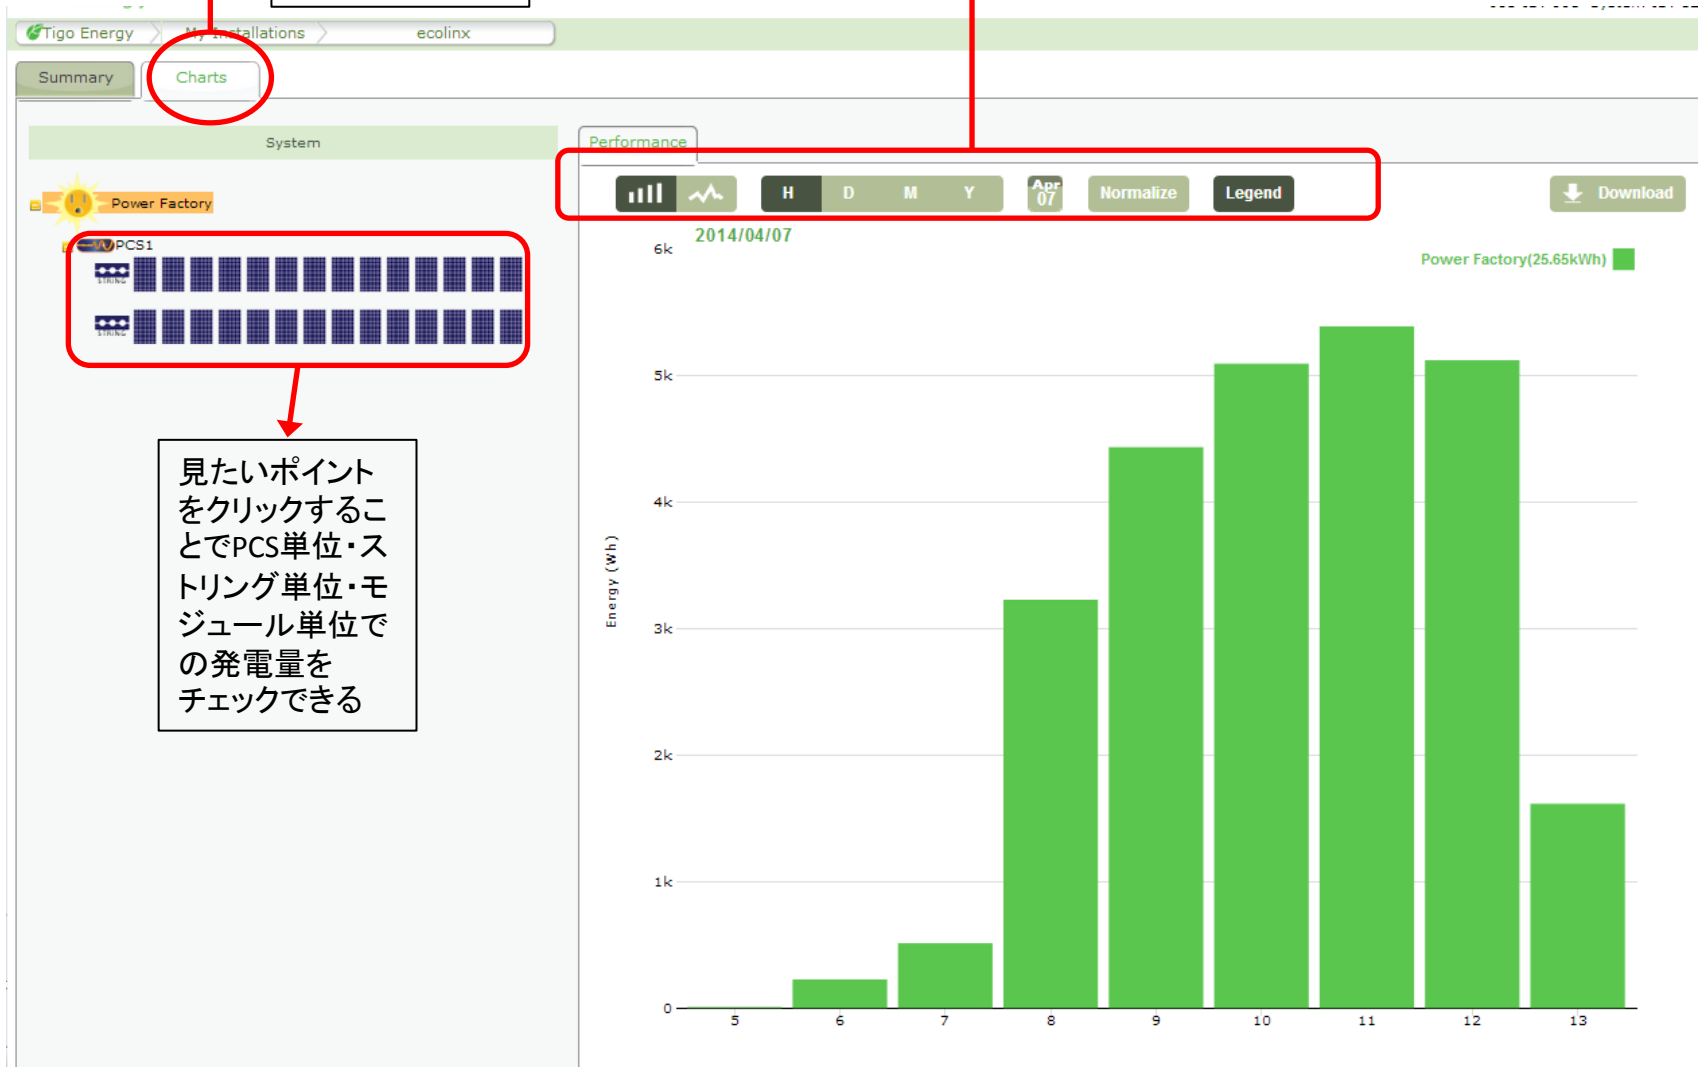 Tigo Energy
My Installations
ecolinx
Summary
Charts
System
Performance
Power Factory
PCS1
STRING
STRING
H
D
M
Y
Apr
07
Normalize
Legend
Download
2014/04/07
Power Factory(25.65kWh)
見たいポイント
をクリックするこ
とでPCS単位・ス
トリング単位・モ
ジュール単位で
の発電量を
チェックできる
Energy (Wh)
6k
5k
4k
3k
2k
1k
0
5
6
7
8
9
10
11
12
13